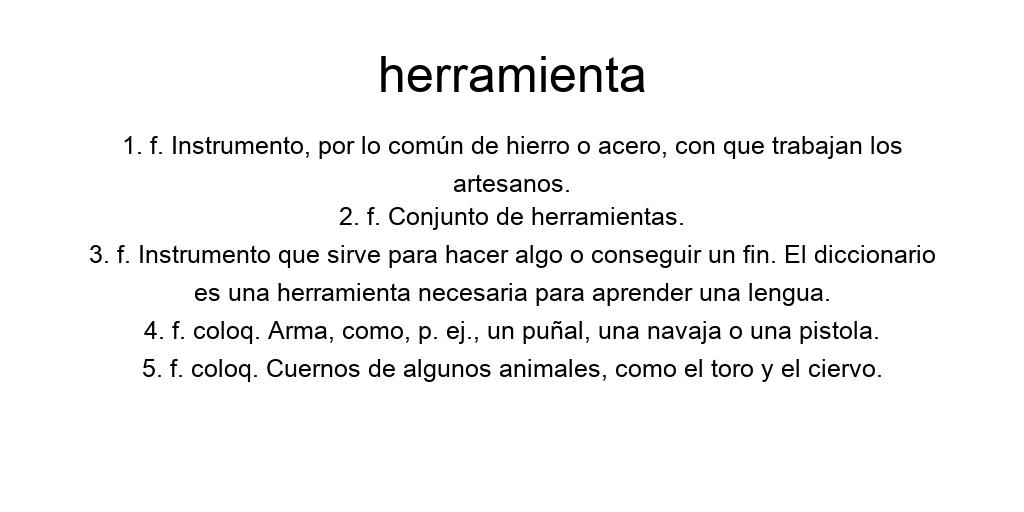 herramienta
1. f. Instrumento, por lo común de hierro o acero, con que trabajan los
artesanos.
2. f. Conjunto de herramientas.
3. f. Instrumento que sirve para hacer algo o conseguir un fin. El diccionario
es una herramienta necesaria para aprender una lengua.
4. f. coloq. Arma, como, p. ej., un puñal, una navaja o una pistola.
5. f. coloq. Cuernos de algunos animales, como el toro y el ciervo.